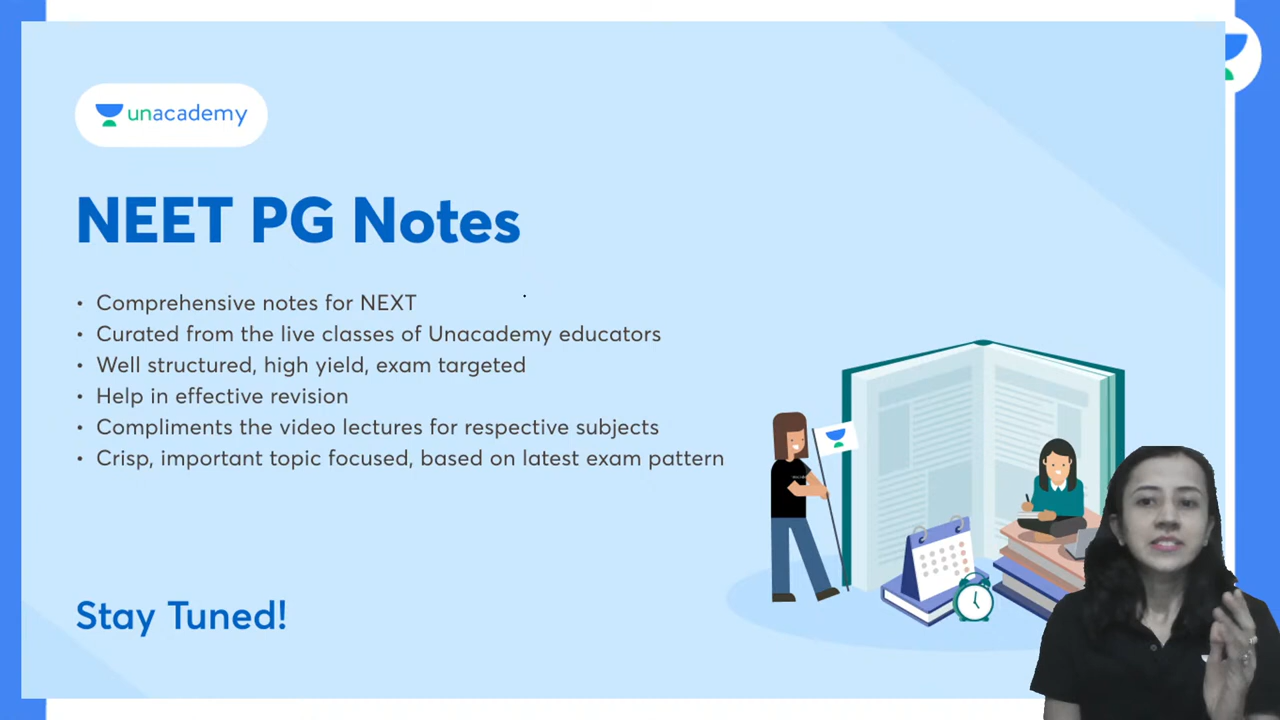 unacademy
NEET PG Notes
• Comprehensive notes for NEXT
• Curated from the live classes of Unacademy educators
• Well structured, high yield, exam targeted
• Help in effective revision
• Compliments the video lectures for respective subjects
• Crisp, important topic focused, based on latest exam pattern
Stay Tuned!